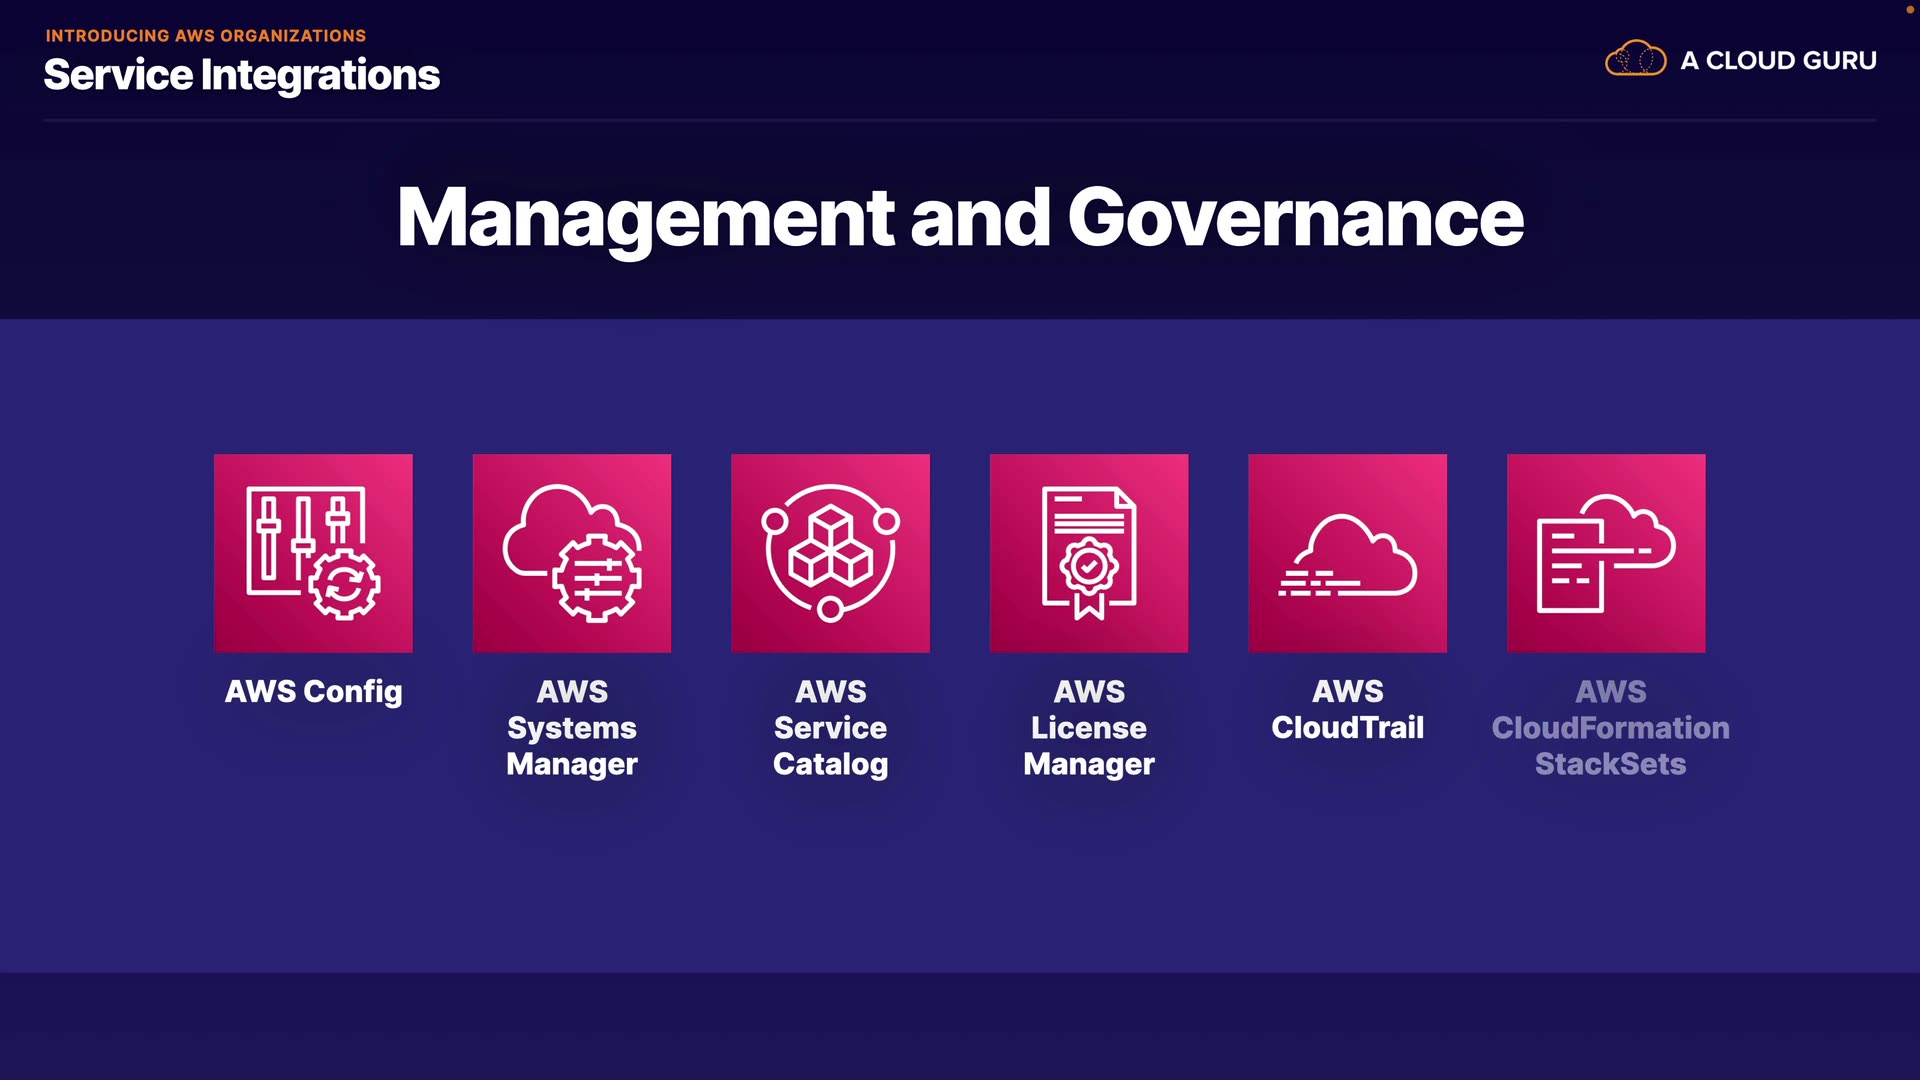 INTRODUCING AWS ORGANIZATIONS
Service Integrations
A CLOUD GURU
Management and Governance
AWS Config
AWS
Systems
Manager
AWS
Service
Catalog
AWS
License
Manager
AWS
CloudTrail
AWS
CloudFormation
StackSets